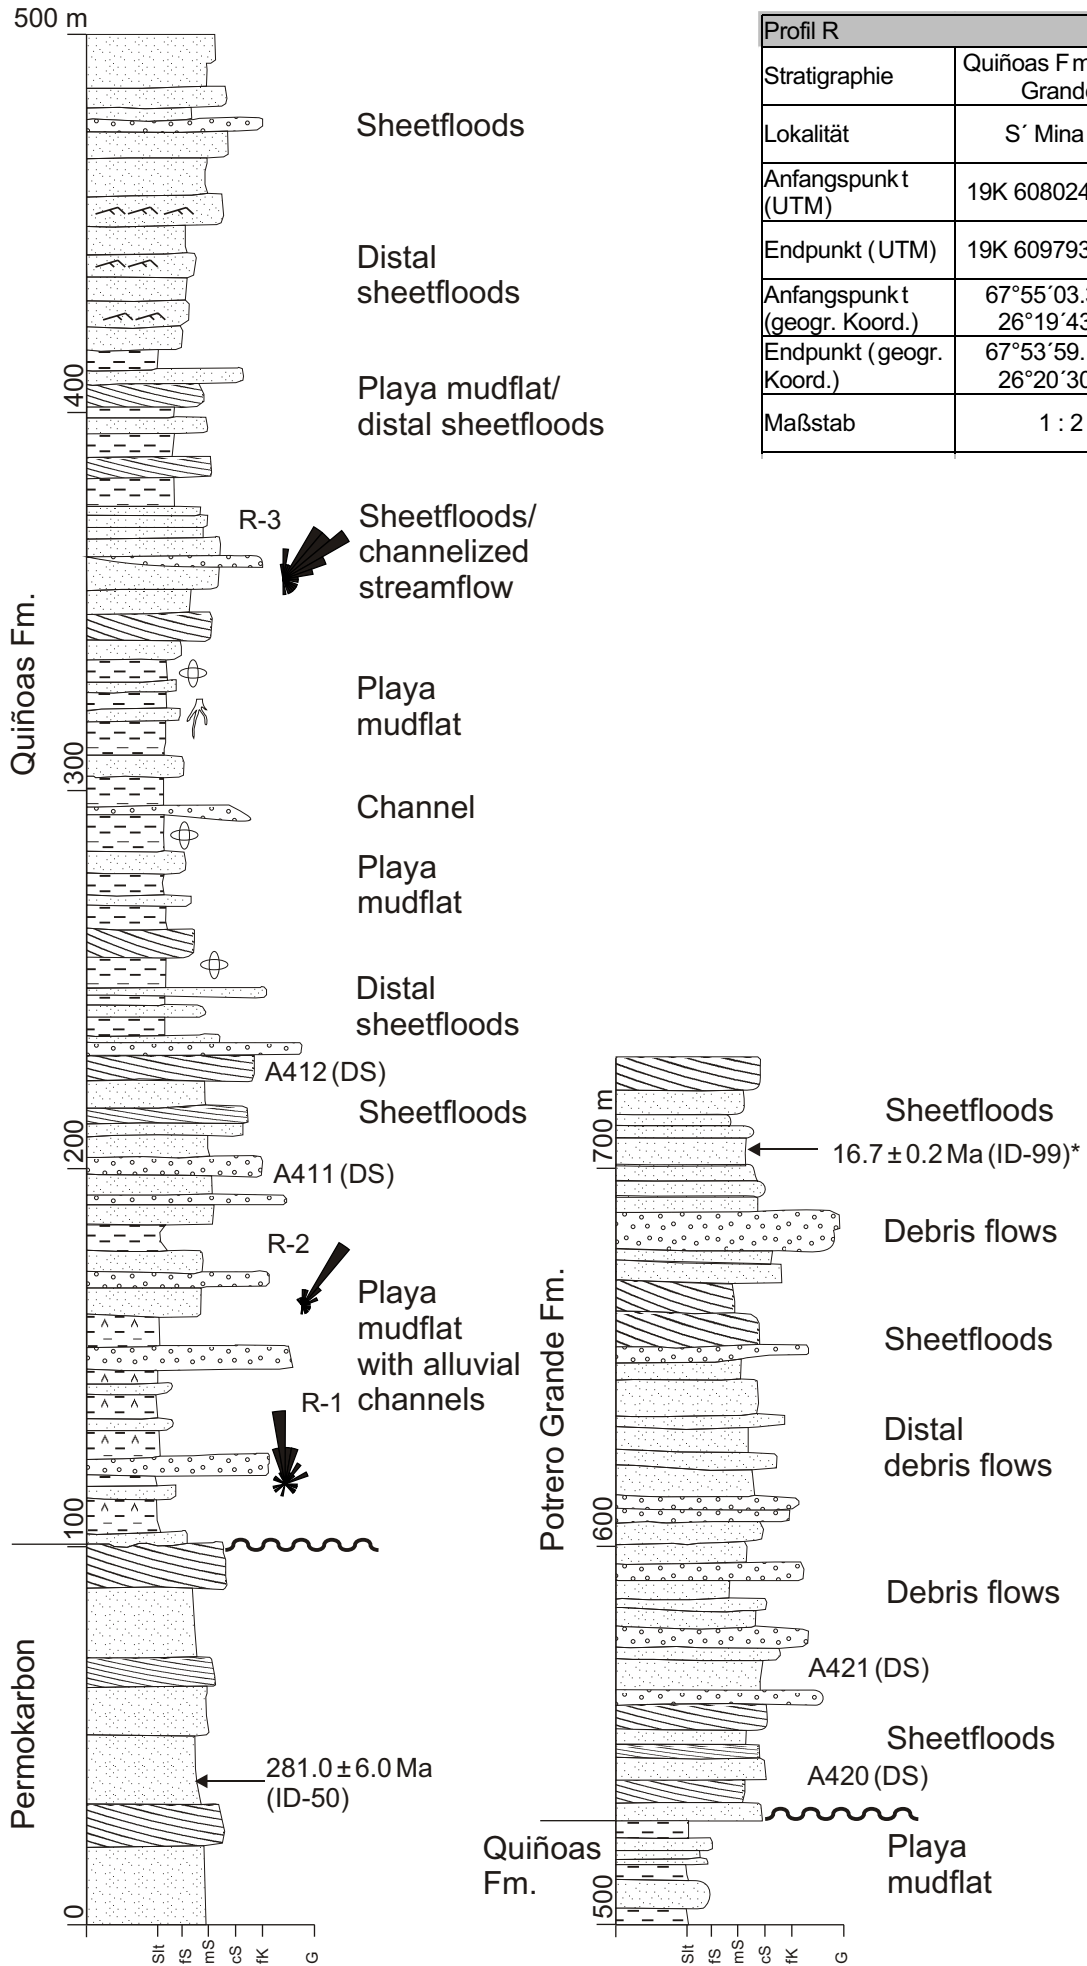 500 m
Sheetfloods
Distal
sheetfloods
400
Playa mudflat/
distal sheetfloods
R-3
Sheetfloods/
channelized
streamflow
Quiñoas Fm.
Playa
mudflat
300
Channel
Playa
mudflat
Distal
sheetfloods
A412 (DS)
Sheetfloods
200
A411 (DS)
R-2
Playa
mudflat
with alluvial
channels
R-1
100
Permokarbon
281.0 ± 6.0 Ma
(ID-50)
0
Slt fS mS cS fK G
Profil R
Stratigraphie
Quiñoas Fm
Grand
Lokalität
S´ Mina
Anfangspunkt
(UTM)
19K 608024
Endpunkt (UTM)
19K 609793
Anfangspunkt
(geogr. Koord.)
67°55´03.
26°19´43
Endpunkt (geogr.
Koord.)
67°53´59.
26°20´30
Maßstab
1 : 2
Sheetfloods
700 m
16.7 ± 0.2 Ma (ID-99)*
Debris flows
Potrero Grande Fm.
Sheetfloods
Distal
debris flows
600
Debris flows
A421 (DS)
Sheetfloods
A420 (DS)
Quiñoas
Fm.
Playa
mudflat
500
Slt fS mS cS fK G